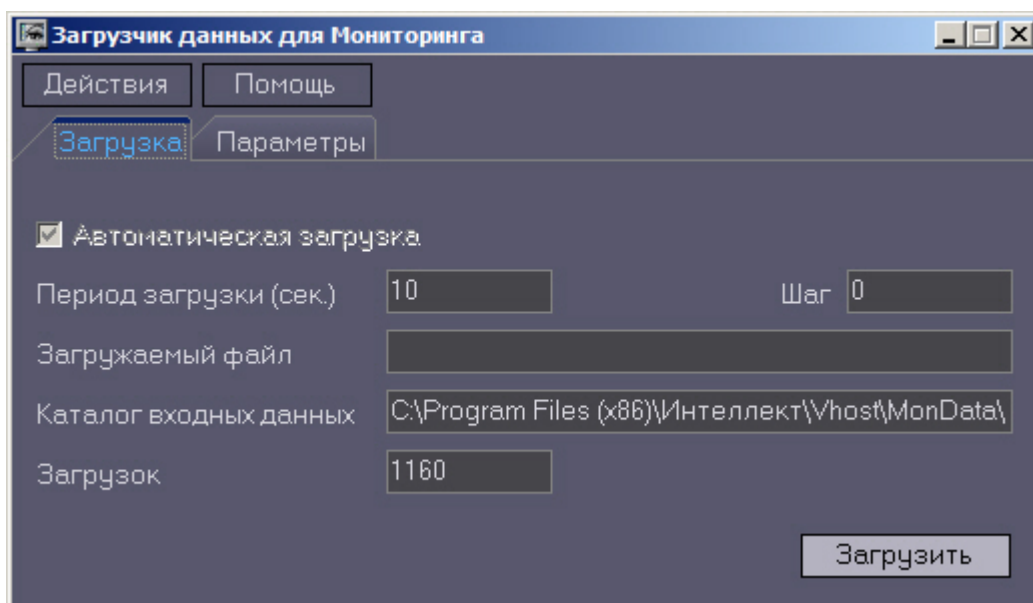 Загрузчик данных для Мониторинга
Действия Помощь
Загрузка Параметры
Автоматическая загрузка
Период загрузки (сек.) 10 Шаг 0
Загружаемый файл
Каталог входных данных C:\Program Files (x86)\Интеллект\Vhost\MonData\
Загрузок 1160
Загрузить